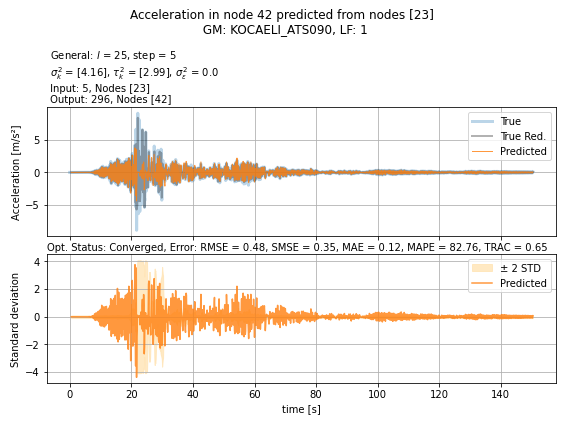 Acceleration in node 42 predicted from nodes [23]
GM: KOCAELI_ATS090, LF: 1
General: l = 25, step = 5
σ²ₖ = [4.16], τ²ₖ = [2.99], σ²ε = 0.0
Input: 5, Nodes [23]
Output: 296, Nodes [42]
Acceleration [m/s²]
5
0
−5
True
True Red.
Predicted
Opt. Status: Converged, Error: RMSE = 0.48, SMSE = 0.35, MAE = 0.12, MAPE = 82.76, TRAC = 0.65
Standard deviation
4
2
0
−2
−4
± 2 STD
Predicted
0 20 40 60 80 100 120 140
time [s]